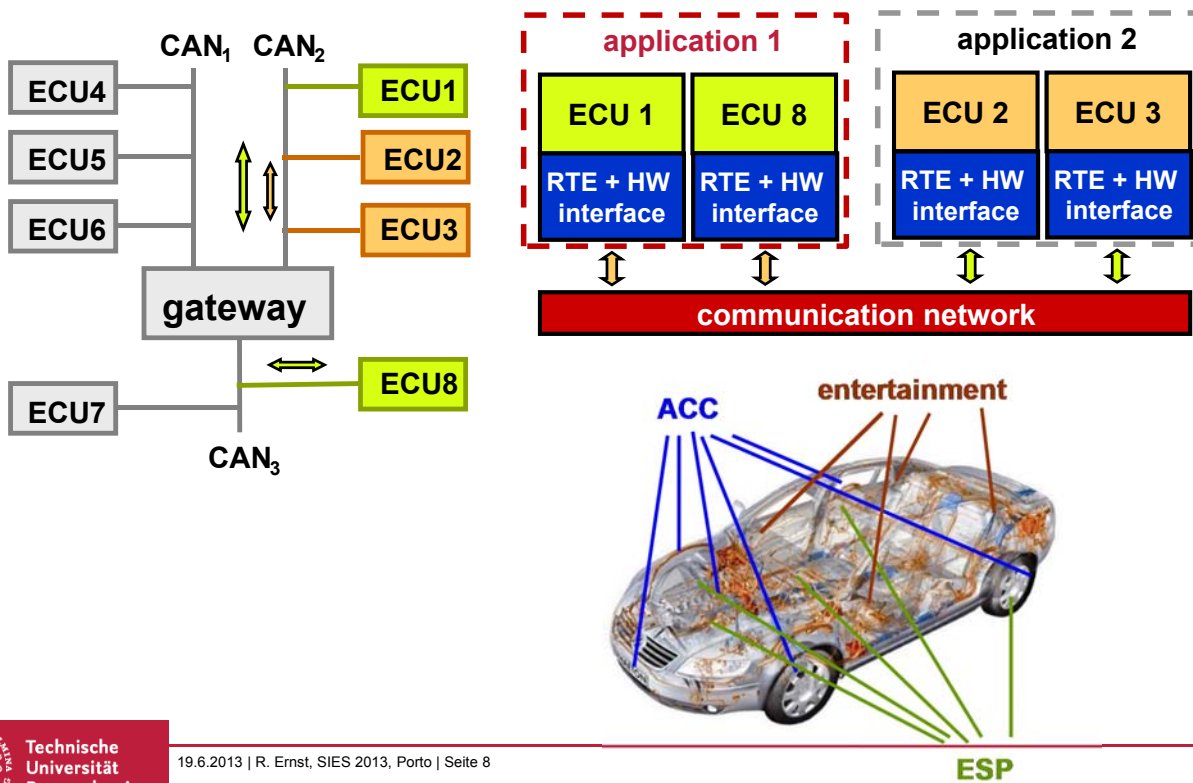 CAN₁ CAN₂
ECU4
ECU5
ECU6
ECU1
ECU2
ECU3
gateway
ECU7
ECU8
CAN₃
application 1
ECU 1 ECU 8
RTE + HW RTE + HW
interface interface
application 2
ECU 2 ECU 3
RTE + HW RTE + HW
interface interface
communication network
ACC
entertainment
ESP
Technische
Universität
19.6.2013 | R. Ernst, SIES 2013, Porto | Seite 8